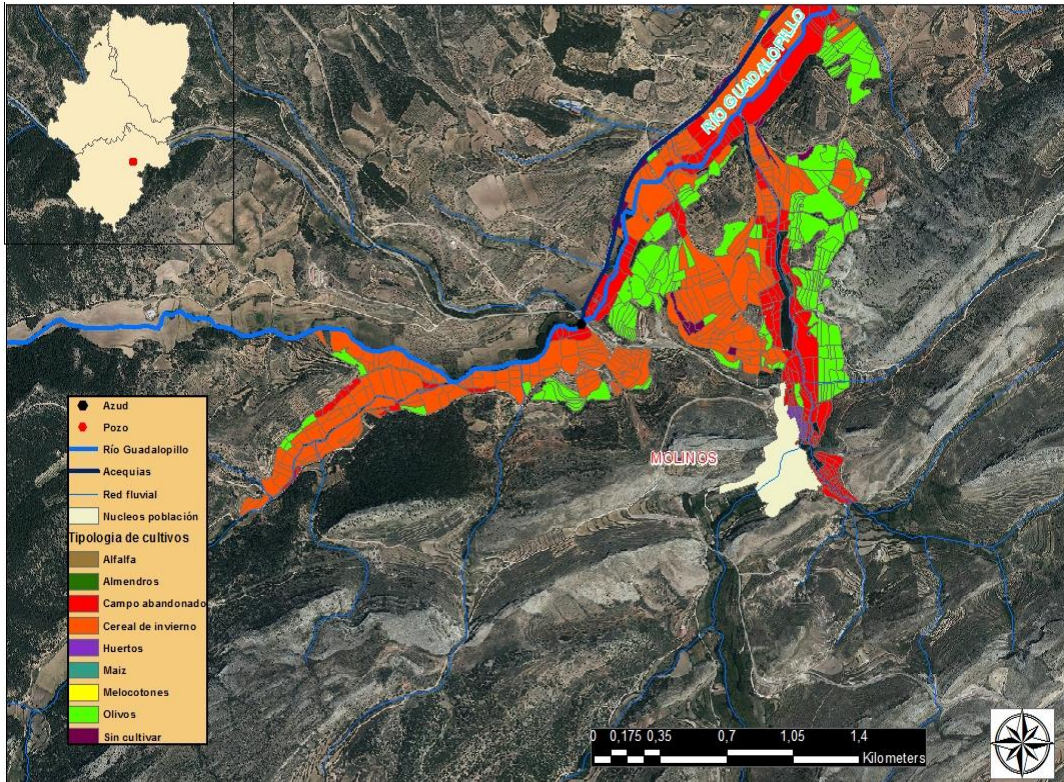 RÍO GUADALOPILLO
MOLINOS
Azud
Pozo
Río Guadalopillo
Acequias
Red fluvial
Nucleos población
Tipologia de cultivos
Alfalfa
Almendros
Campo abandonado
Cereal de invierno
Huertos
Maiz
Melocotones
Olivos
Sin cultivar
0 0,175 0,35 0,7 1,05 1,4
Kilometers